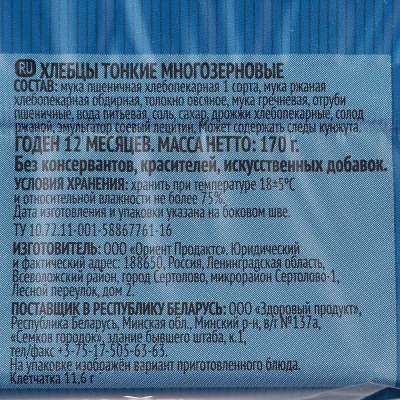 RU ХЛЕБЦЫ ТОНКИЕ МНОГОЗЕРНОВЫЕ
СОСТАВ: мука пшеничная хлебопекарная 1 сорта, мука ржаная
хлебопекарная обдирная, толокно овсяное, мука гречневая, отруби
пшеничные, вода питьевая, соль, сахар, дрожжи хлебопекарные, солод
ржаной, эмульгатор соевый лецитин. Может содержать следы кунжута.
ГОДЕН 12 МЕСЯЦЕВ. МАССА НЕТТО: 170 г.
Без консервантов, красителей, искусственных добавок.
УСЛОВИЯ ХРАНЕНИЯ: хранить при температуре 18±5°С
и относительной влажности не более 75%.
Дата изготовления и упаковки указана на боковом шве.
ТУ 10.72.11-001-58867761-16
ИЗГОТОВИТЕЛЬ: ООО «Ориент Продактс». Юридический
и фактический адрес: 188650, Россия, Ленинградская область,
Всеволожский район, город Сертолово, микрорайон Сертолово-1,
Лесной переулок, дом 2.
ПОСТАВЩИК В РЕСПУБЛИКУ БЕЛАРУСЬ: ООО «Здоровый продукт»,
Республика Беларусь, Минская обл., Минский р-н, в/г №137а,
«Семков городок», здание бывшего штаба, к.1,
тел/факс +3-75-17-505-63-63.
На упаковке изображён вариант приготовленного блюда.
Клетчатка 11,6 г